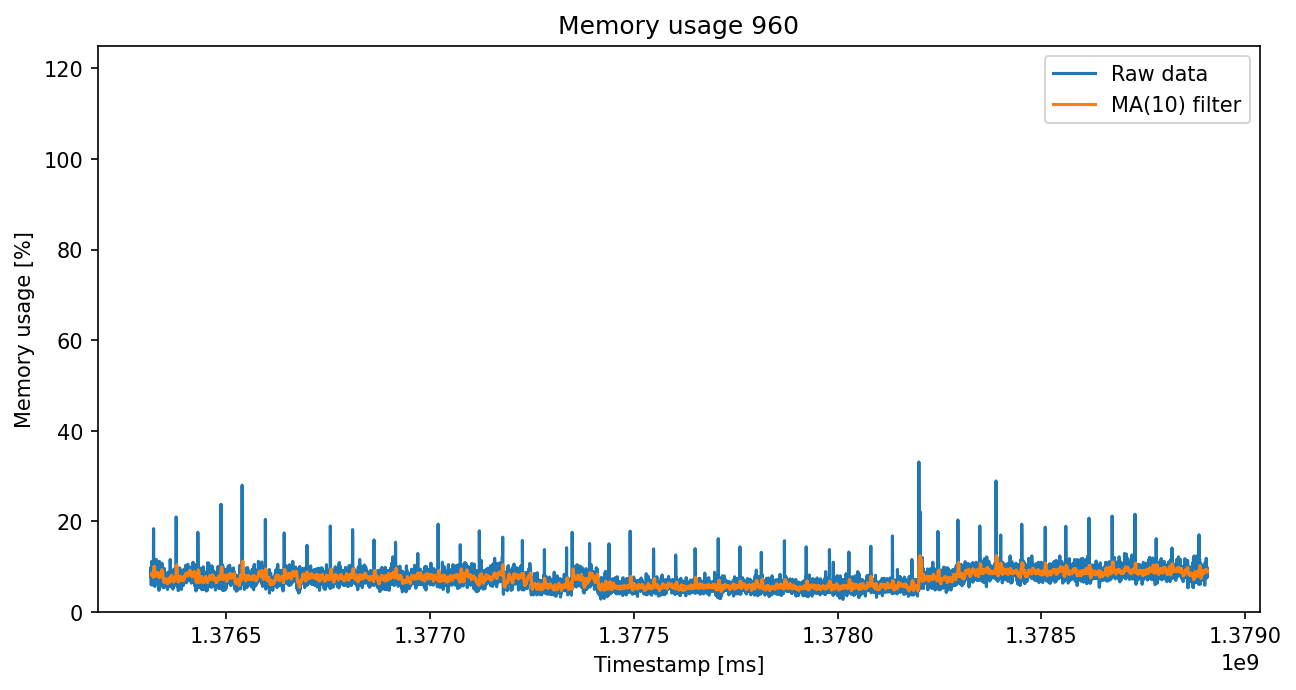 Memory usage 960
Raw data
MA(10) filter
Memory usage [%]
120
100
80
60
40
20
0
1.3765 1.3770 1.3775 1.3780 1.3785 1.3790
1e9
Timestamp [ms]